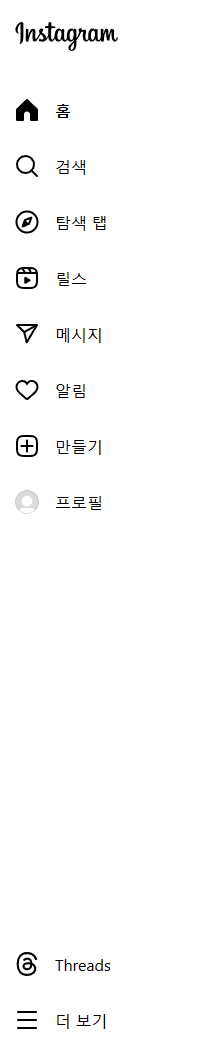 Instagram
홈
검색
탐색 탭
릴스
메시지
알림
만들기
프로필
Threads
더 보기